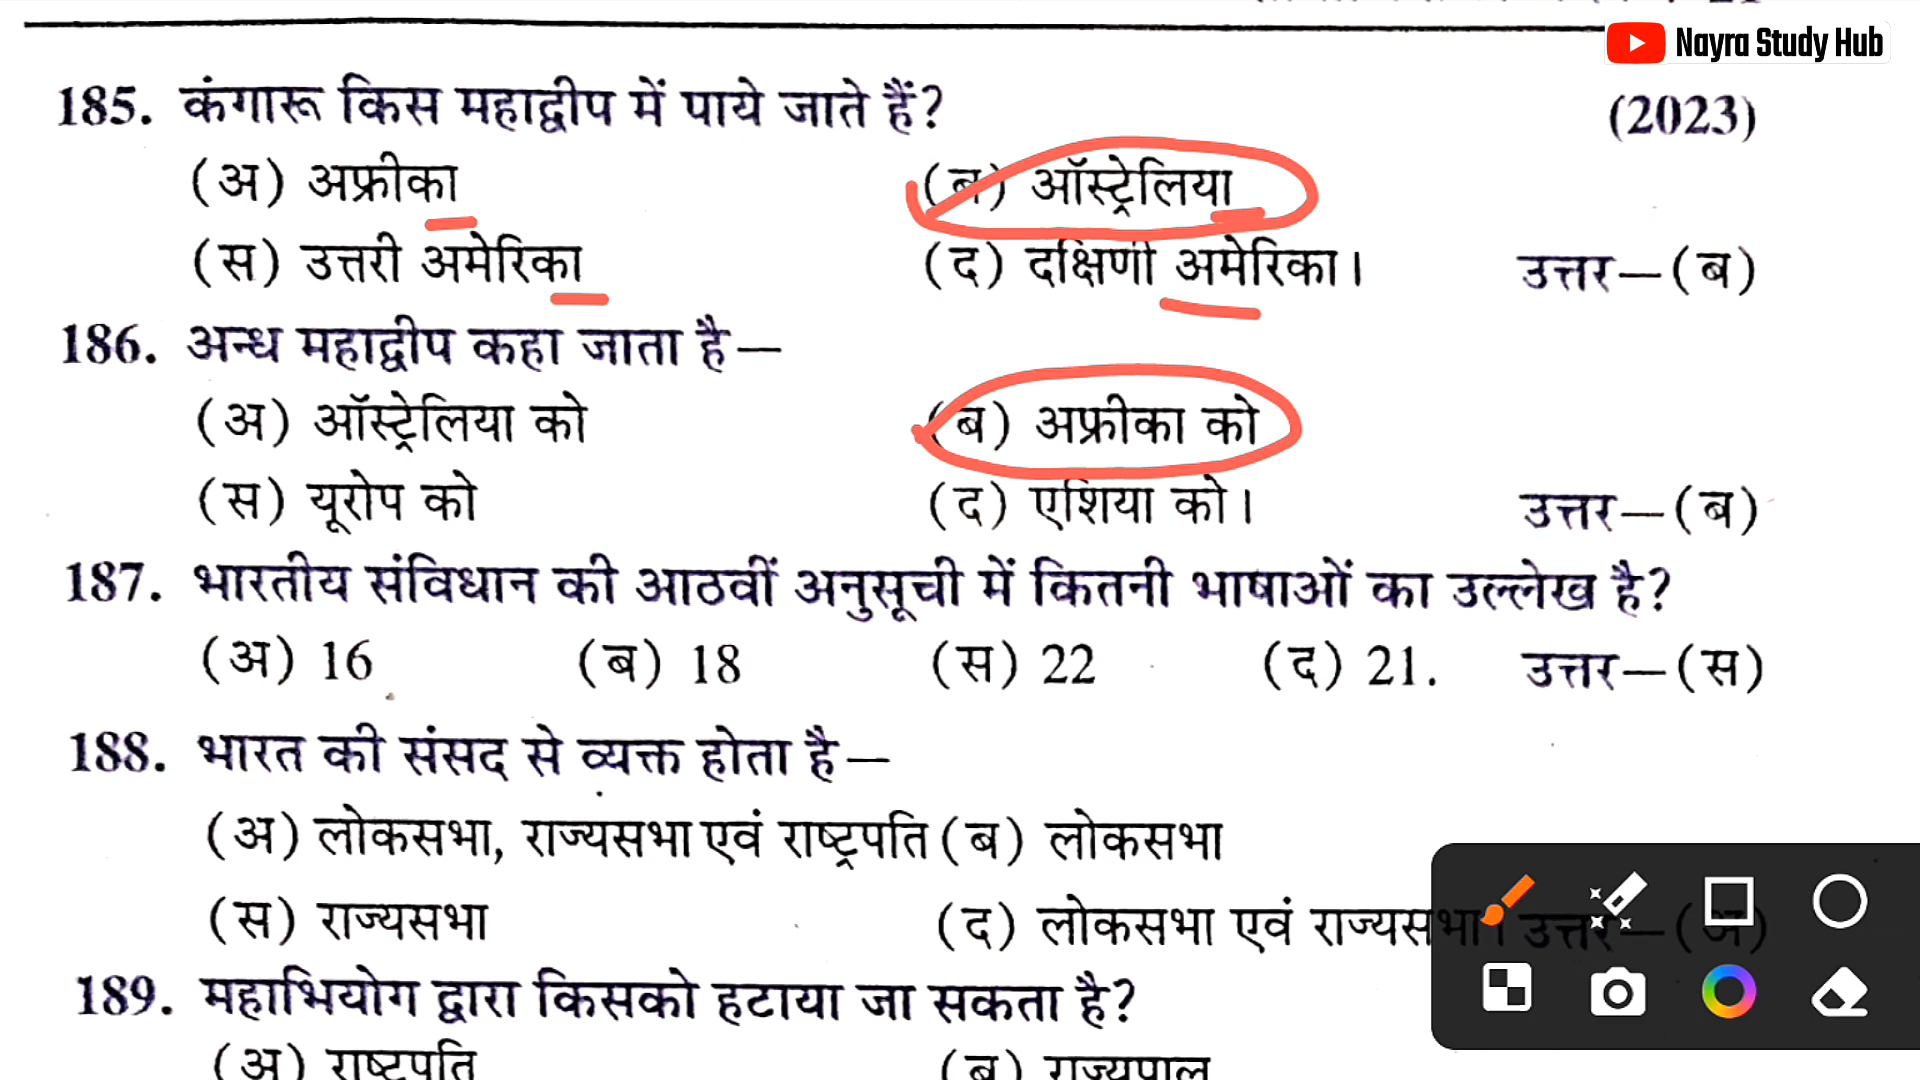 Nayra Study Hub
185. कंगारू किस महाद्वीप में पाये जाते हैं? (2023)
(अ) अफ्रीका (ब) ऑस्ट्रेलिया
(स) उत्तरी अमेरिका (द) दक्षिणी अमेरिका। उत्तर—(ब)
186. अन्ध महाद्वीप कहा जाता है—
(अ) ऑस्ट्रेलिया को (ब) अफ्रीका को
(स) यूरोप को (द) एशिया को। उत्तर—(ब)
187. भारतीय संविधान की आठवीं अनुसूची में कितनी भाषाओं का उल्लेख है?
(अ) 16 (ब) 18 (स) 22 (द) 21. उत्तर—(स)
188. भारत की संसद से व्यक्त होता है—
(अ) लोकसभा, राज्यसभा एवं राष्ट्रपति (ब) लोकसभा
(स) राज्यसभा (द) लोकसभा एवं राज्यसभा। उत्तर—(अ)
189. महाभियोग द्वारा किसको हटाया जा सकता है?
(अ) राष्ट्रपति (ब) राज्यपाल